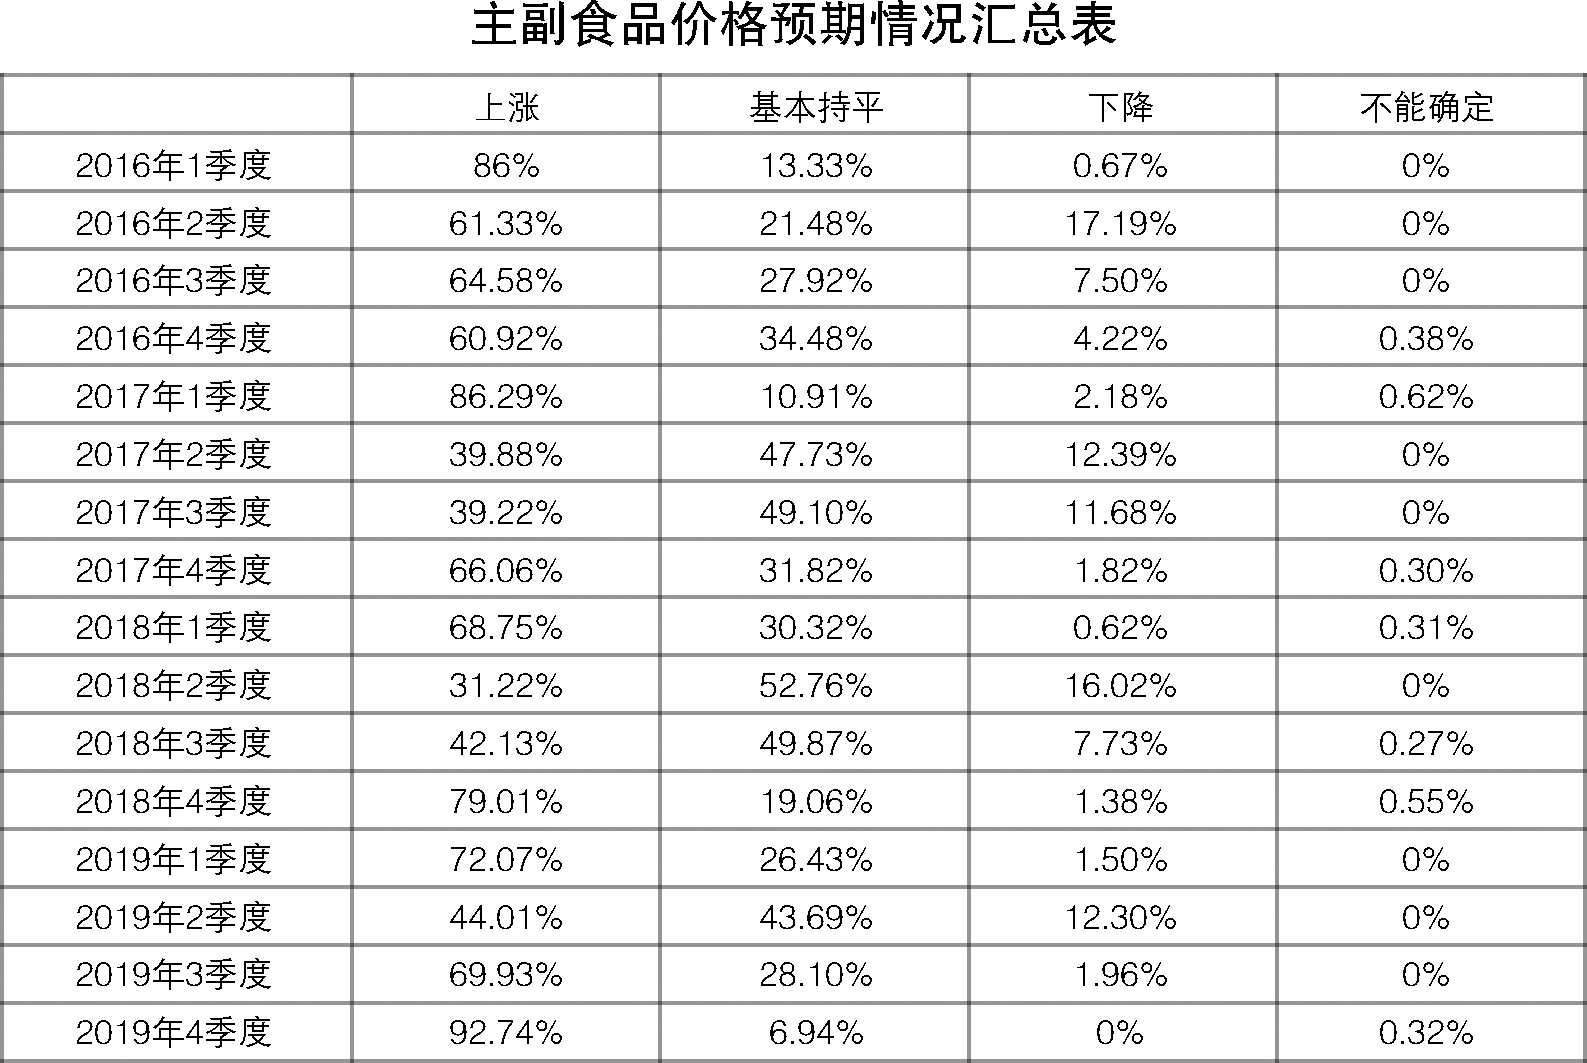 主副食品价格预期情况汇总表
上涨 基本持平 下降 不能确定
2016年1季度 86% 13.33% 0.67% 0%
2016年2季度 61.33% 21.48% 17.19% 0%
2016年3季度 64.58% 27.92% 7.50% 0%
2016年4季度 60.92% 34.48% 4.22% 0.38%
2017年1季度 86.29% 10.91% 2.18% 0.62%
2017年2季度 39.88% 47.73% 12.39% 0%
2017年3季度 39.22% 49.10% 11.68% 0%
2017年4季度 66.06% 31.82% 1.82% 0.30%
2018年1季度 68.75% 30.32% 0.62% 0.31%
2018年2季度 31.22% 52.76% 16.02% 0%
2018年3季度 42.13% 49.87% 7.73% 0.27%
2018年4季度 79.01% 19.06% 1.38% 0.55%
2019年1季度 72.07% 26.43% 1.50% 0%
2019年2季度 44.01% 43.69% 12.30% 0%
2019年3季度 69.93% 28.10% 1.96% 0%
2019年4季度 92.74% 6.94% 0% 0.32%